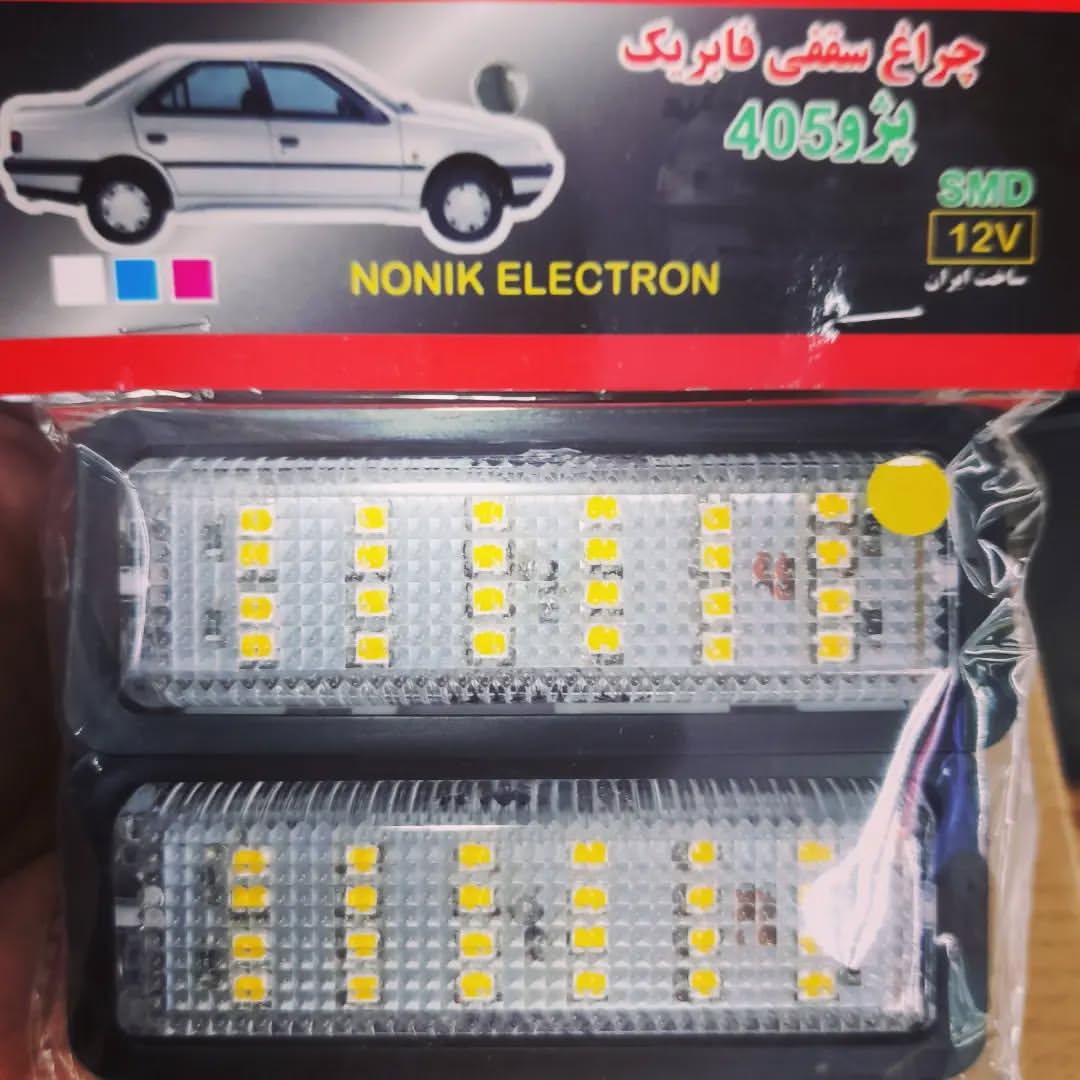 چراغ سقفی فابریک
پژو405
SMD
12V
ساخت ایران
NONIK ELECTRON